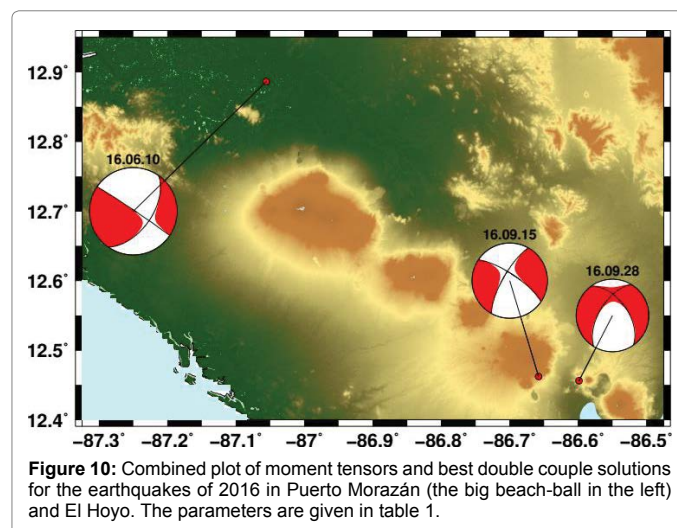 12.9°
12.8°
12.7°
12.6°
12.5°
12.4°
16.06.10
16.09.15
16.09.28
−87.3° −87.2° −87.1° −87° −86.9° −86.8° −86.7° −86.6° −86.5°
Figure 10: Combined plot of moment tensors and best double couple solutions
for the earthquakes of 2016 in Puerto Morazán (the big beach-ball in the left)
and El Hoyo. The parameters are given in table 1.